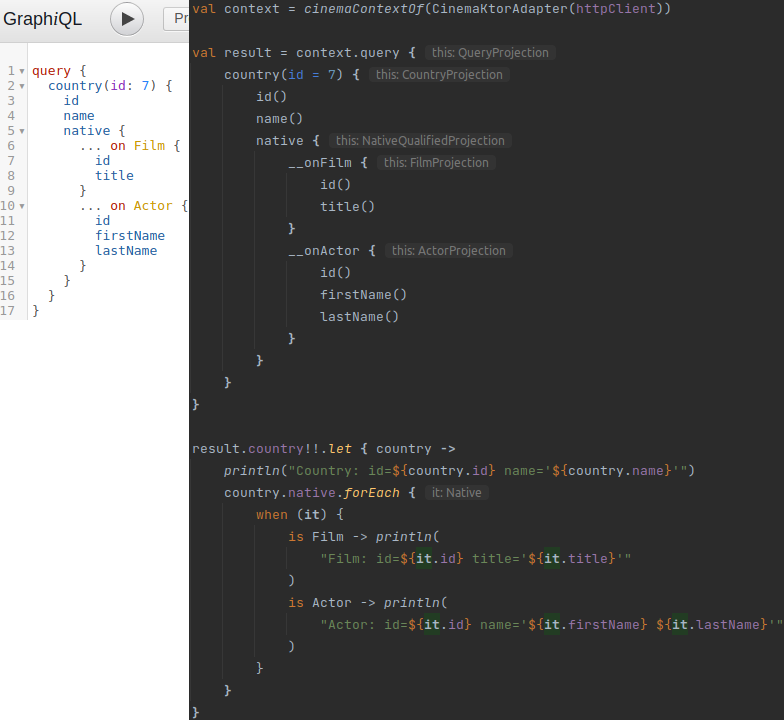 GraphiQL
Pr
1 query {
2 country(id: 7) {
3 id
4 name
5 native {
6 ... on Film {
7 id
8 title
9 }
10 ... on Actor {
11 id
12 firstName
13 lastName
14 }
15 }
16 }
17 }
val context = cinemaContextOf(CinemaKtorAdapter(httpClient))
val result = context.query { this: QueryProjection
country(id = 7) { this: CountryProjection
id()
name()
native { this: NativeQualifiedProjection
__onFilm { this: FilmProjection
id()
title()
}
__onActor { this: ActorProjection
id()
firstName()
lastName()
}
}
}
}
result.country!!.let { country ->
println("Country: id=${country.id} name='${country.name}'")
country.native.forEach { it: Native
when (it) {
is Film -> println(
"Film: id=${it.id} title='${it.title}'"
)
is Actor -> println(
"Actor: id=${it.id} name='${it.firstName} ${it.lastName}'"
)
}
}
}